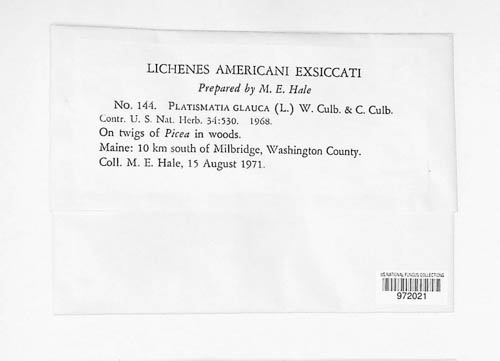 LICHENES AMERICANI EXSICCATI
Prepared by M. E. Hale
No. 144. PLATISMATIA GLAUCA (L.) W. Culb. & C. Culb.
Contr. U. S. Nat. Herb. 34:530. 1968.
On twigs of Picea in woods.
Maine: 10 km south of Milbridge, Washington County.
Coll. M. E. Hale, 15 August 1971.
US NATIONAL FUNGUS COLLECTIONS
972021